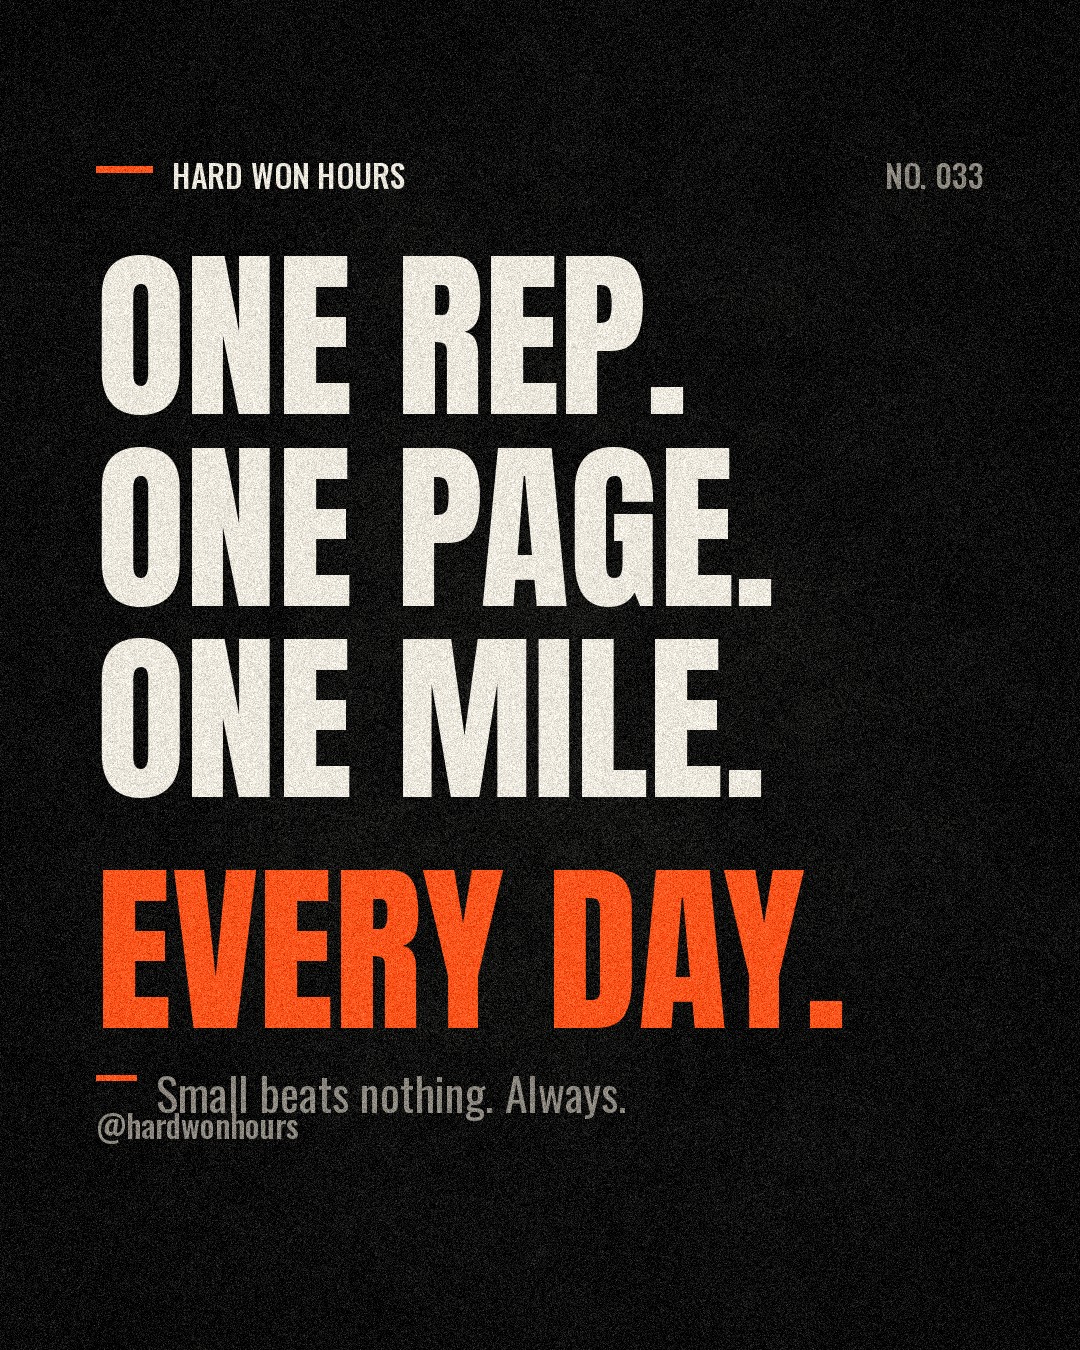 HARD WON HOURS
NO. 033
ONE REP.
ONE PAGE.
ONE MILE.
EVERY DAY.
Small beats nothing. Always.
@hardwonhours